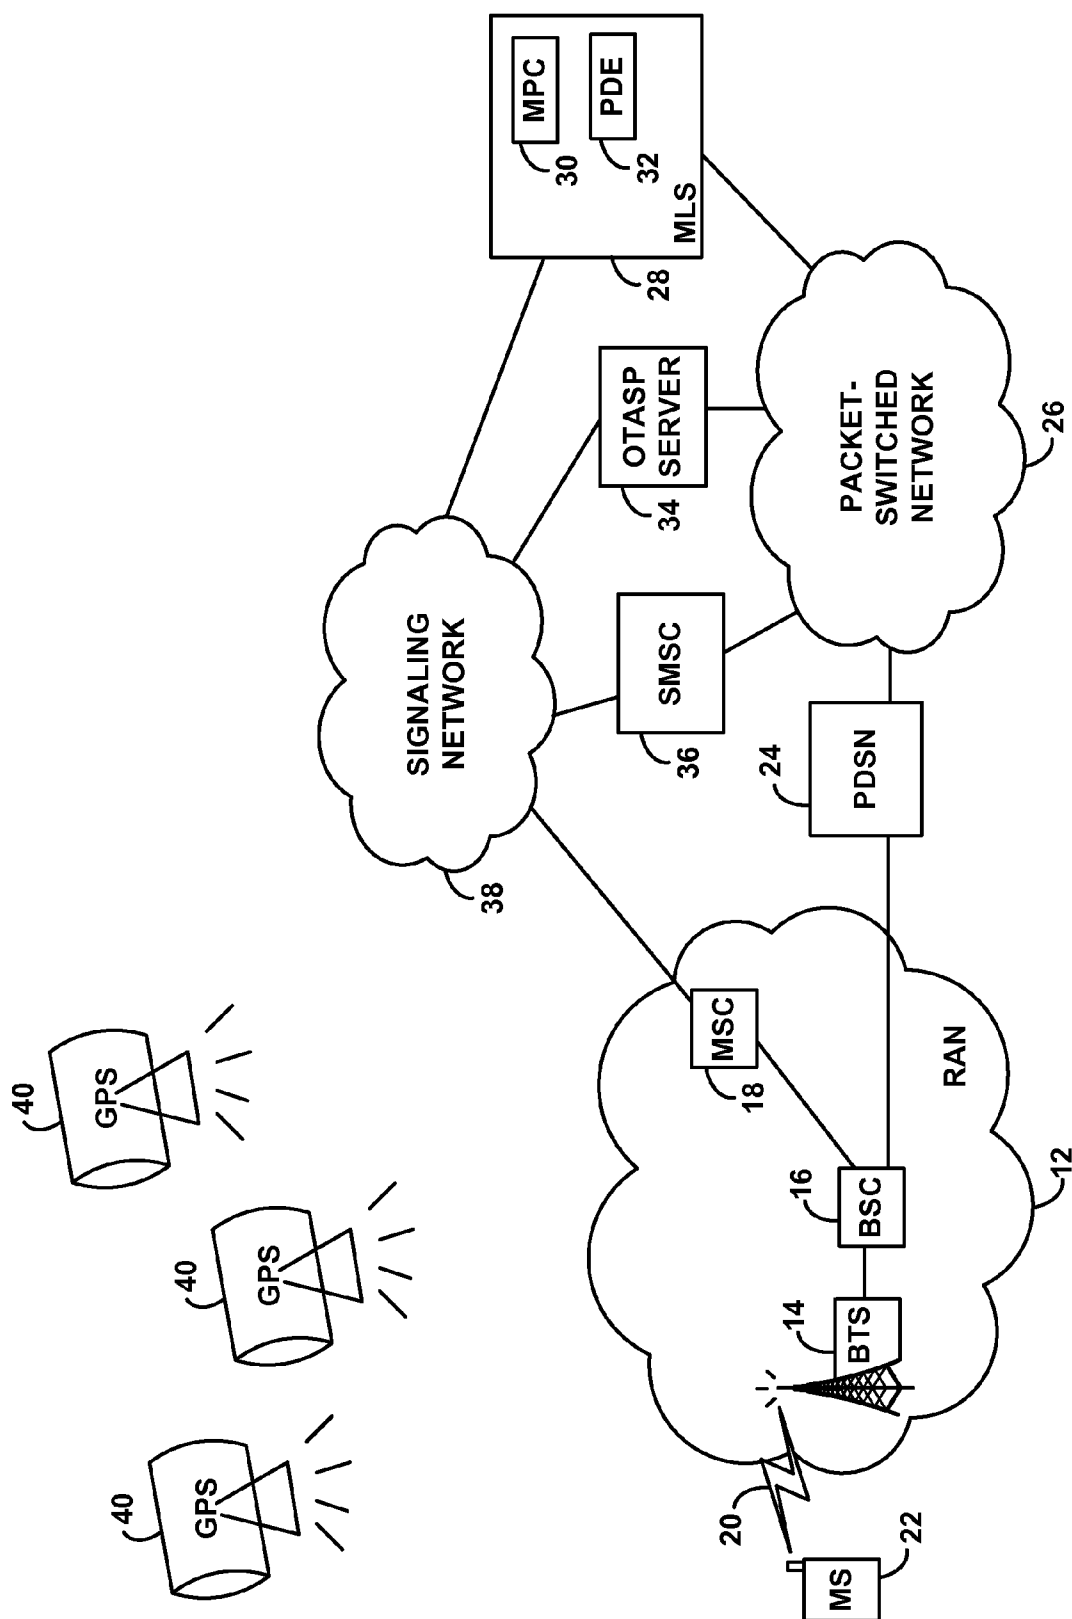 40
GPS
40
GPS
40
GPS
38
SIGNALING
NETWORK
MPC
30
PDE
32
MLS
28
OTASP
SERVER
34
SMSC
36
PACKET-
SWITCHED
NETWORK
26
24
PDSN
MSC
18
RAN
12
16
BSC
14
BTS
20
MS
22